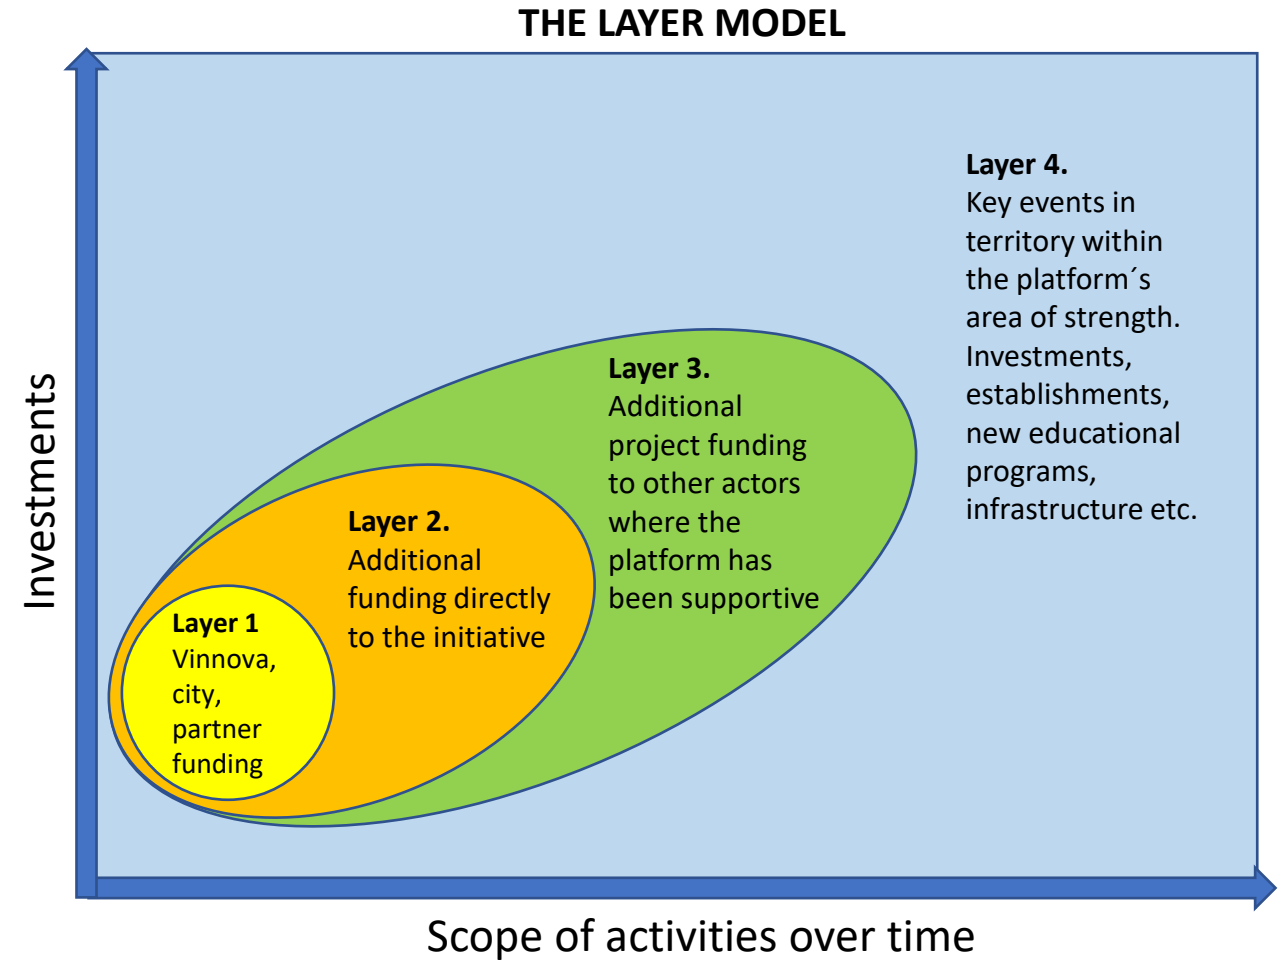 THE LAYER MODEL
Investments
Layer 1
Vinnova,
city,
partner
funding
Layer 2.
Additional
funding directly
to the initiative
Layer 3.
Additional
project funding
to other actors
where the
platform has
been supportive
Layer 4.
Key events in
territory within
the platform´s
area of strength.
Investments,
establishments,
new educational
programs,
infrastructure etc.
Scope of activities over time